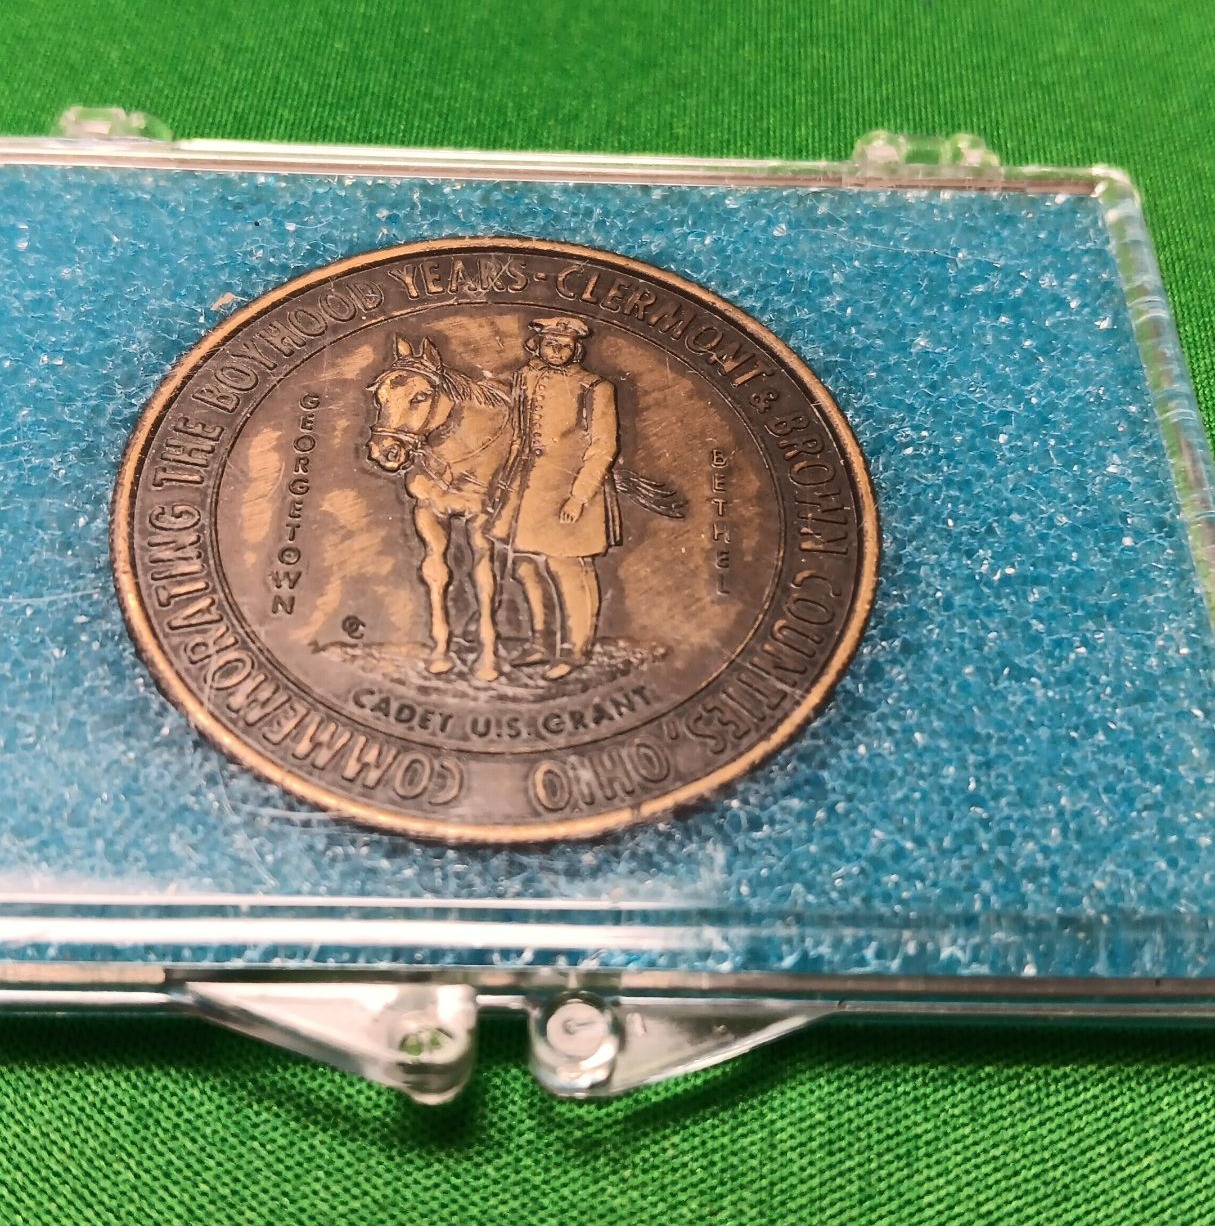 COMMEMORATING THE BOYHOOD YEARS-CLERMONT & BROWN COUNTIES, OHIO
GEORGETOWN
BETHEL
CADET U.S. GRANT